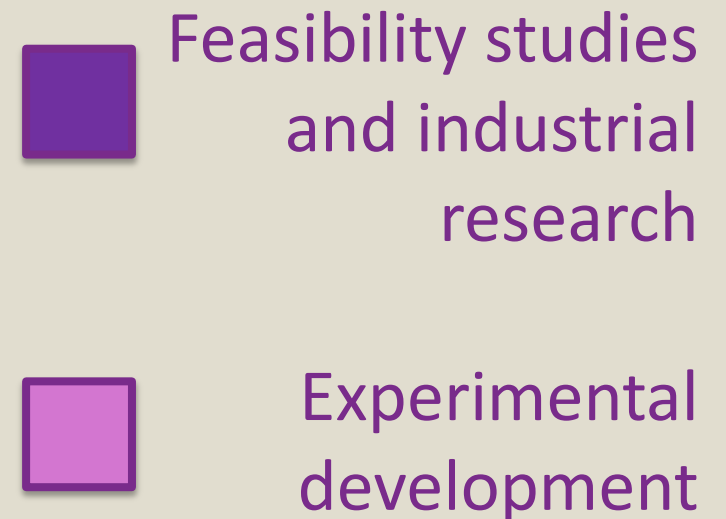 Feasibility studies
and industrial
research
Experimental
development